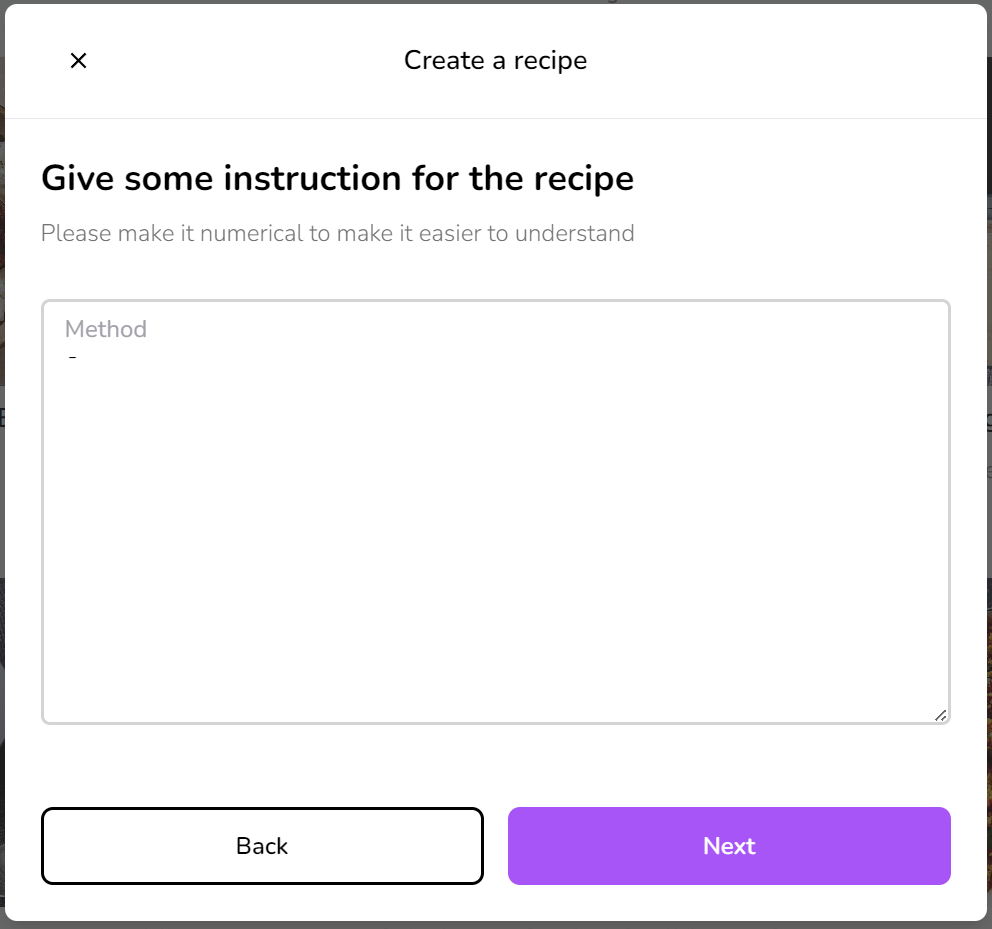 Create a recipe
Give some instruction for the recipe
Please make it numerical to make it easier to understand
Method
-
Back
Next